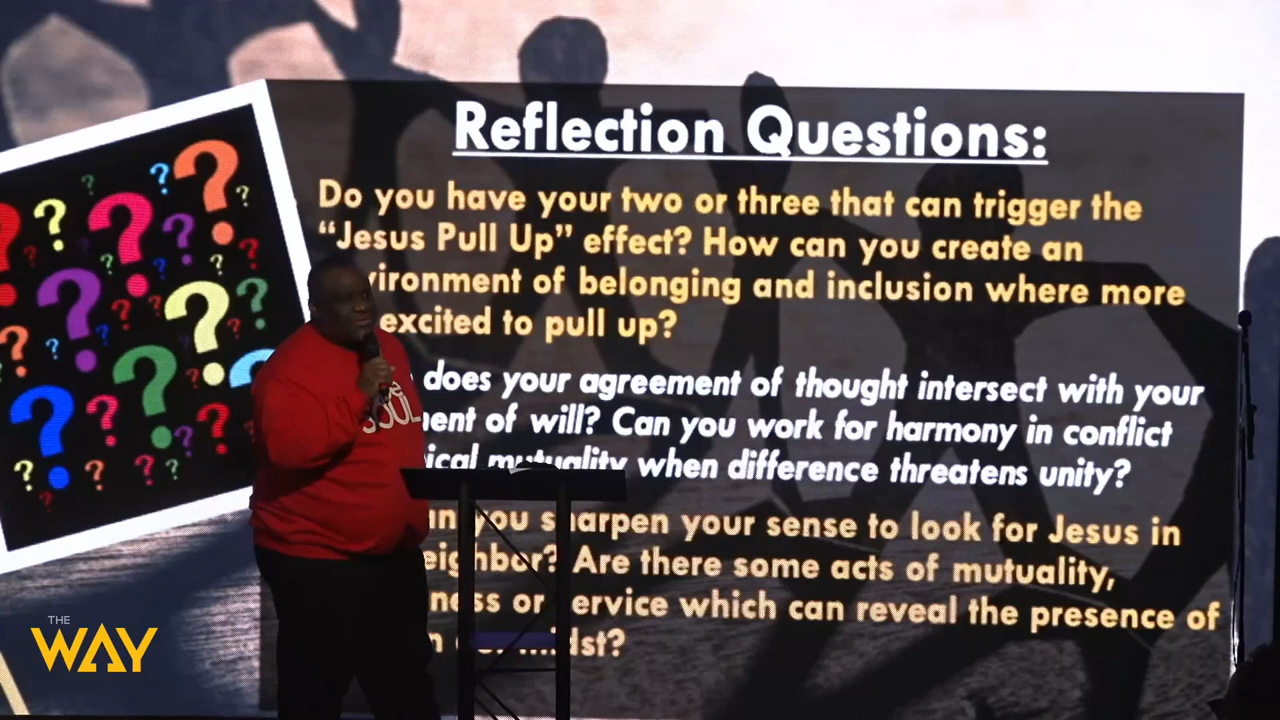 Reflection Questions:
Do you have your two or three that can trigger the
“Jesus Pull Up” effect? How can you create an
of belonging and inclusion where more
excited to pull up?
does your agreement of thought intersect with your
of will? Can you work for harmony in conflict
mutuality when difference threatens unity?
you sharpen your sense to look for Jesus in
Are there some acts of mutuality,
or service which can reveal the presence of
SOUL
THE
WAY